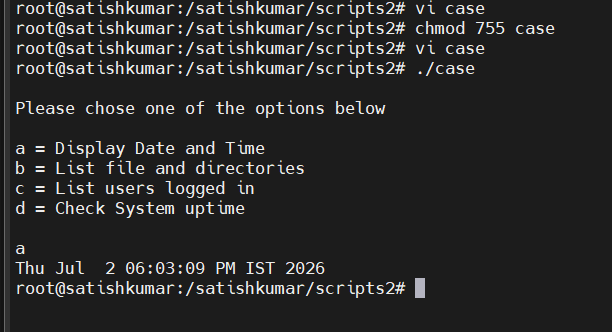 root@satishkumar:/satishkumar/scripts2# vi case
root@satishkumar:/satishkumar/scripts2# chmod 755 case
root@satishkumar:/satishkumar/scripts2# vi case
root@satishkumar:/satishkumar/scripts2# ./case
Please chose one of the options below
a = Display Date and Time
b = List file and directories
c = List users logged in
d = Check System uptime
a
Thu Jul  2 06:03:09 PM IST 2026
root@satishkumar:/satishkumar/scripts2#